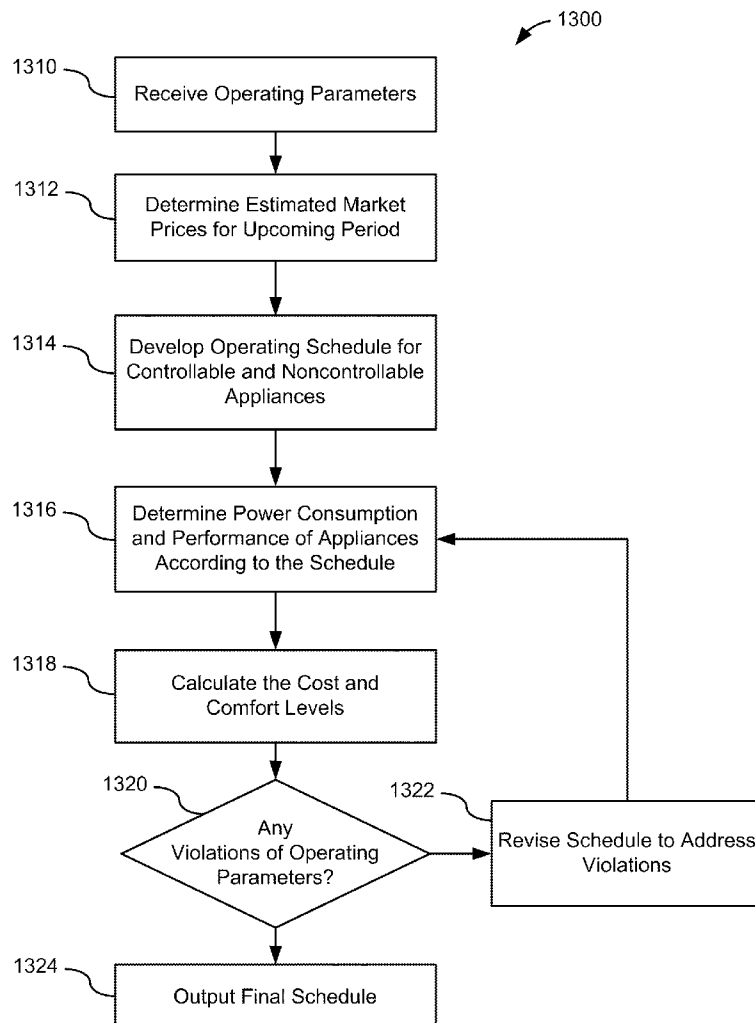 1300
1310
Receive Operating Parameters
1312
Determine Estimated Market
Prices for Upcoming Period
1314
Develop Operating Schedule for
Controllable and Noncontrollable
Appliances
1316
Determine Power Consumption
and Performance of Appliances
According to the Schedule
1318
Calculate the Cost and
Comfort Levels
1320
Any
Violations of Operating
Parameters?
1322
Revise Schedule to Address
Violations
1324
Output Final Schedule